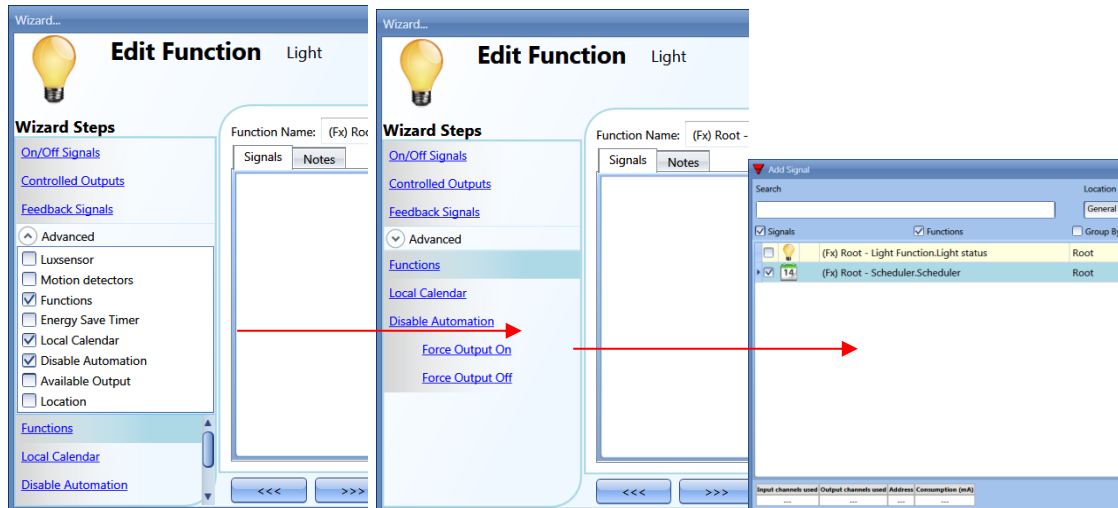 Wizard...
Edit Function Light
Wizard Steps
On/Off Signals
Controlled Outputs
Feedback Signals
Advanced
Luxsensor
Motion detectors
Functions
Energy Save Timer
Local Calendar
Disable Automation
Available Output
Location
Functions
Local Calendar
Disable Automation
Function Name: (Fx) Roo
Signals Notes
<<< >>>
Wizard...
Edit Function Light
Wizard Steps
On/Off Signals
Controlled Outputs
Feedback Signals
Advanced
Functions
Local Calendar
Disable Automation
Force Output On
Force Output Off
Function Name: (Fx) Root -
Signals Notes
<<< >>>
Add Signal
Search Location
General
Signals Functions Group By
(Fx) Root - Light Function.Light status Root
14 (Fx) Root - Scheduler.Scheduler Root
Input channels used Output channels used Address Consumption (mA)
--- --- --- ---